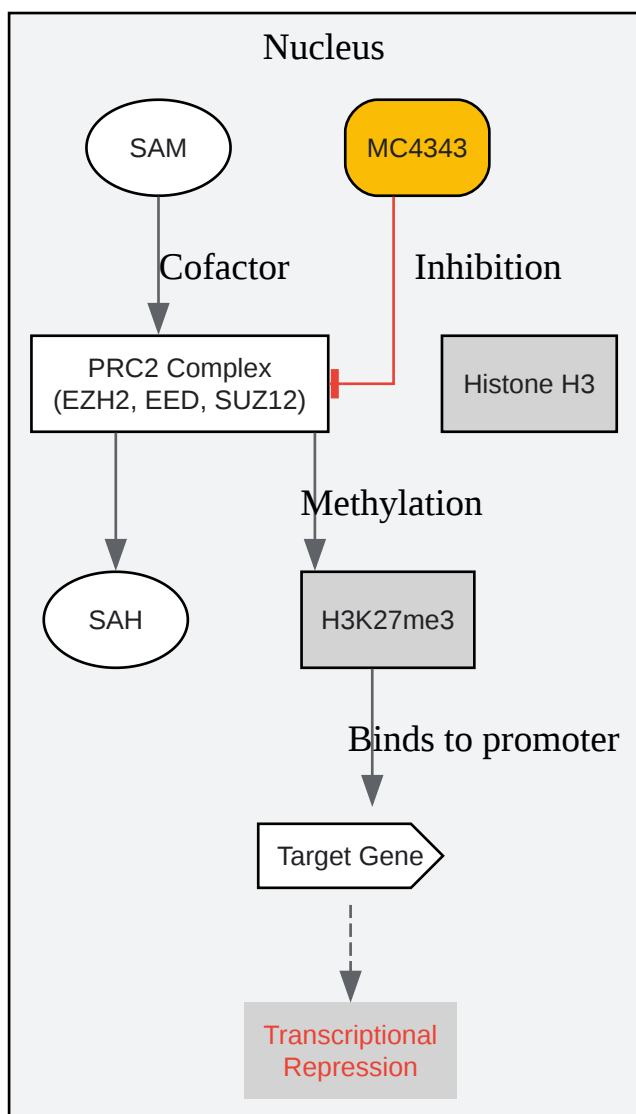 Nucleus
SAM
MC4343
Cofactor
Inhibition
PRC2 Complex
(EZH2, EED, SUZ12)
Histone H3
Methylation
SAH
H3K27me3
Binds to promoter
Target Gene
Transcriptional
Repression